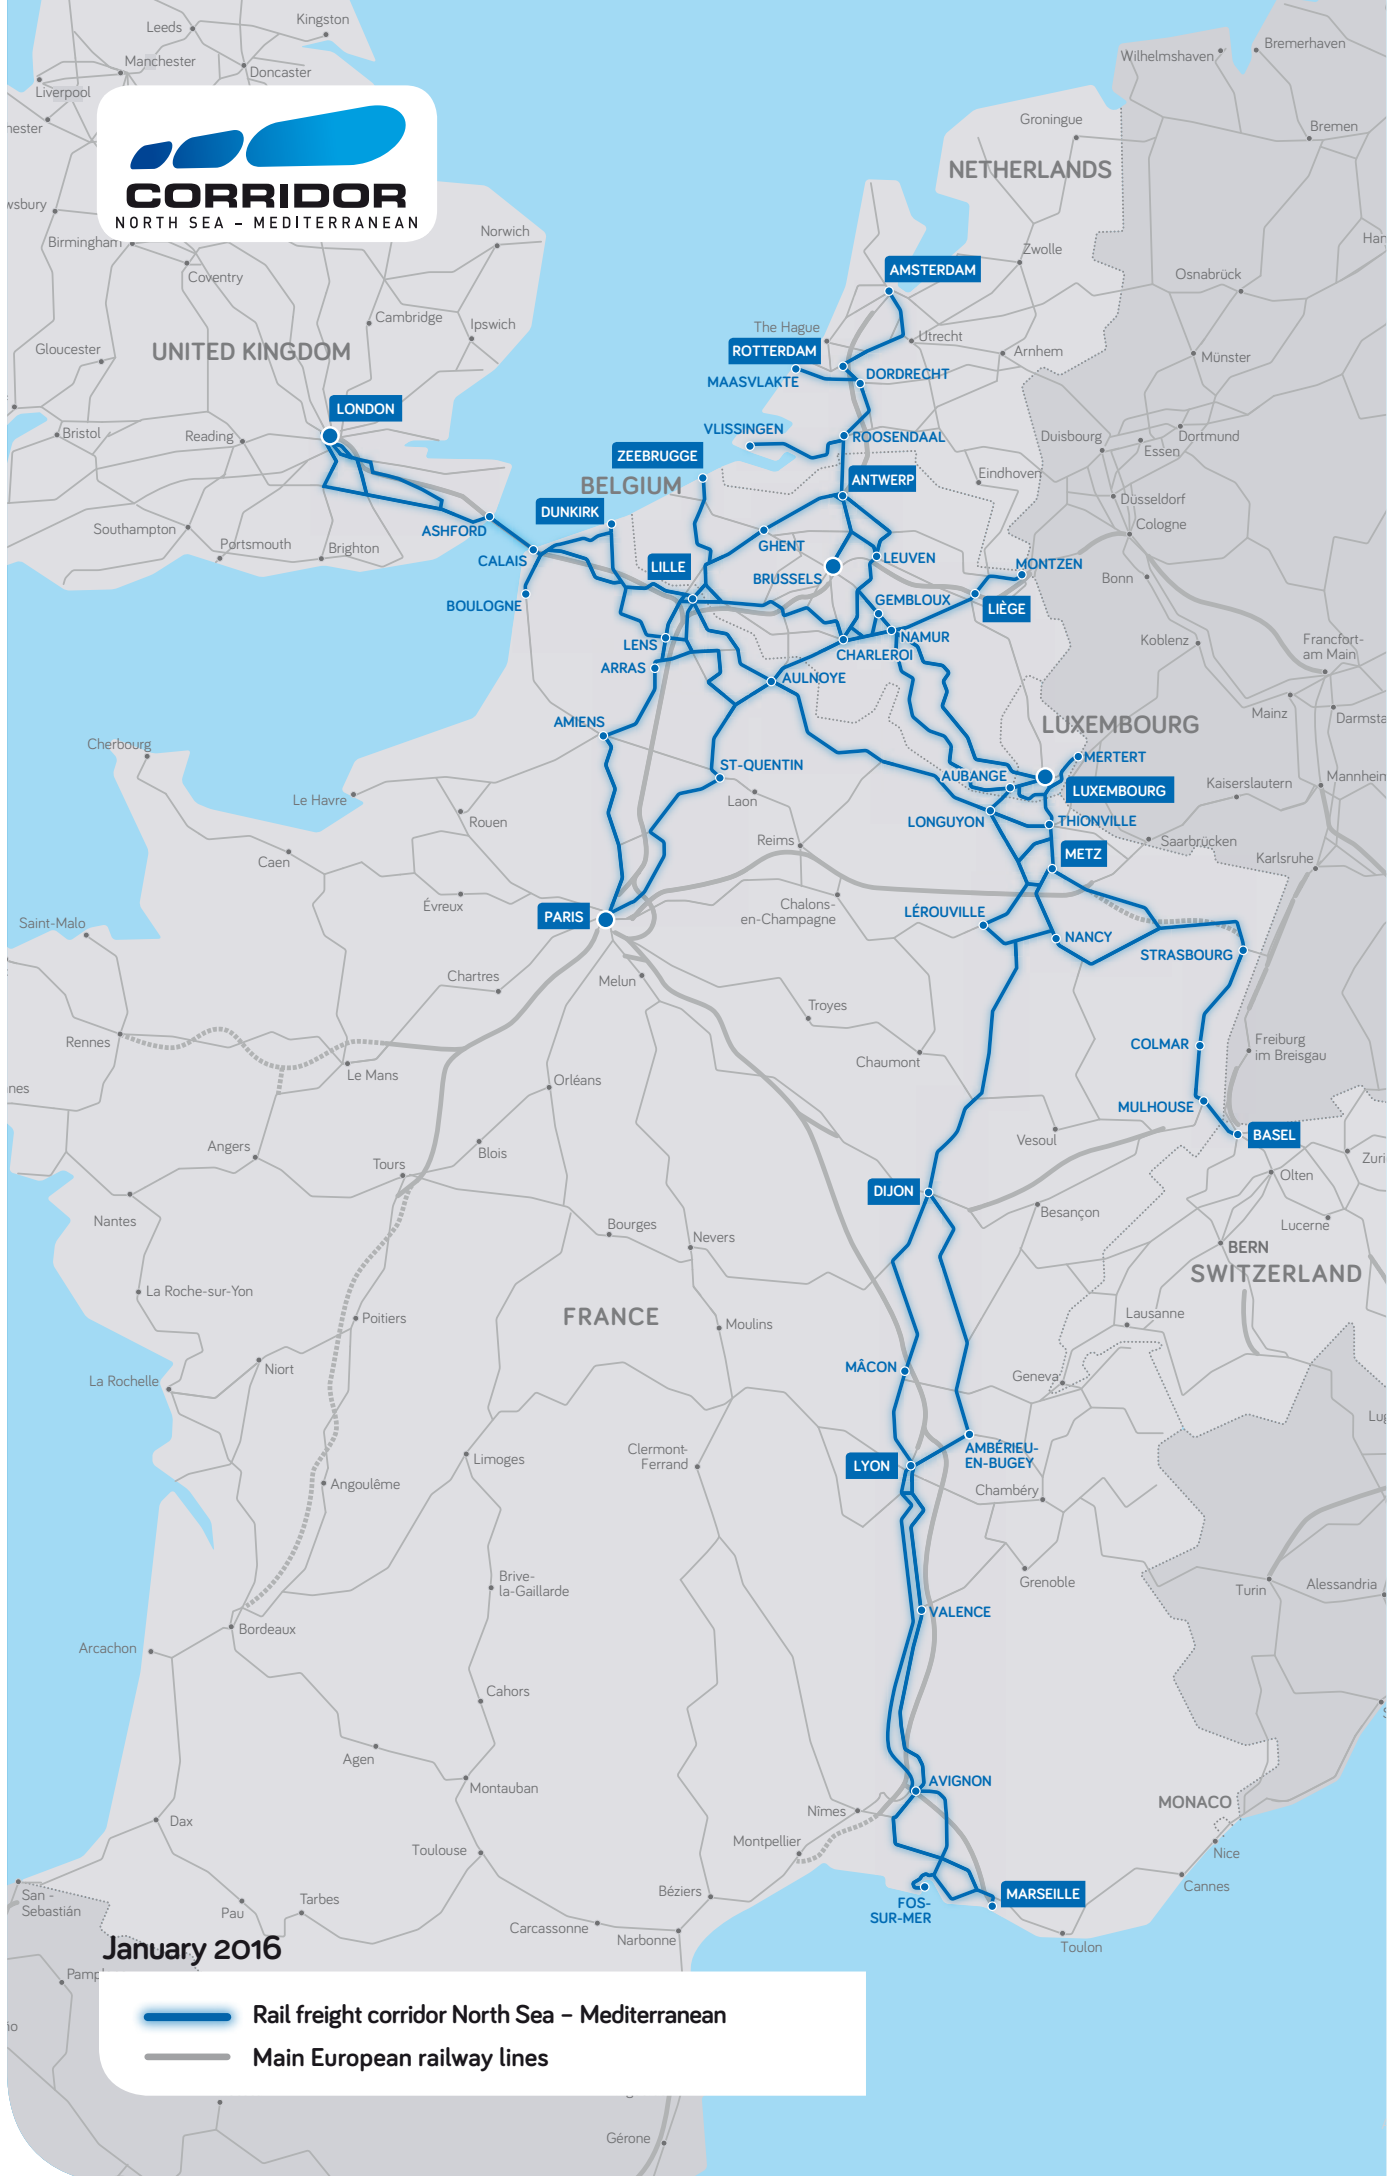 Leeds
Kingston
Manchester
Doncaster
Liverpool
Bremerhaven
Wilhelmshaven
Groningue
Bremen
NETHERLANDS
CORRIDOR
NORTH SEA – MEDITERRANEAN
Birmingham
Coventry
Norwich
Zwolle
AMSTERDAM
Osnabrück
Cambridge
Ipswich
The Hague
Utrecht
Gloucester
UNITED KINGDOM
ROTTERDAM
Arnhem
Münster
MAASVLAKTE
DORDRECHT
LONDON
Bristol
Reading
VLISSINGEN
ROOSENDAAL
Duisbourg
Dortmund
Essen
ZEEBRUGGE
BELGIUM
ANTWERP
Eindhoven
Düsseldorf
DUNKIRK
Cologne
Southampton
Portsmouth
Brighton
ASHFORD
CALAIS
GHENT
LEUVEN
LILLE
BRUSSELS
MONTZEN
Bonn
BOULOGNE
GEMBLOUX
LIÈGE
LENS
NAMUR
CHARLEROI
Koblenz
Francfort-
am Main
ARRAS
AULNOYE
Mainz
AMIENS
LUXEMBOURG
Cherbourg
MERTERT
ST-QUENTIN
AUBANGE
LUXEMBOURG
Kaiserslautern
Le Havre
Laon
Rouen
LONGUYON
THIONVILLE
Reims
Saarbrücken
METZ
Karlsruhe
Caen
Évreux
Chalons-
en-Champagne
LÉROUVILLE
PARIS
Saint-Malo
NANCY
STRASBOURG
Chartres
Melun
Troyes
Rennes
COLMAR
Freiburg
im Breisgau
Le Mans
Chaumont
Orléans
MULHOUSE
Angers
Blois
Vesoul
BASEL
Tours
Olten
DIJON
Nantes
Bourges
Besançon
Lucerne
Nevers
BERN
SWITZERLAND
La Roche-sur-Yon
Poitiers
FRANCE
Moulins
Lausanne
Niort
MÂCON
Geneva
La Rochelle
Limoges
Clermont-
Ferrand
AMBÉRIEU-
EN-BUGEY
LYON
Angoulême
Chambéry
Brive-
la-Gaillarde
Grenoble
Turin
Alessandria
VALENCE
Bordeaux
Arcachon
Cahors
Agen
Montauban
AVIGNON
MONACO
Nîmes
Dax
Montpellier
Toulouse
Nice
Cannes
San -
Sebastián
Béziers
MARSEILLE
Tarbes
Pau
FOS-
SUR-MER
Carcassonne
Narbonne
Toulon
January 2016
Rail freight corridor North Sea – Mediterranean
Main European railway lines
Gérone